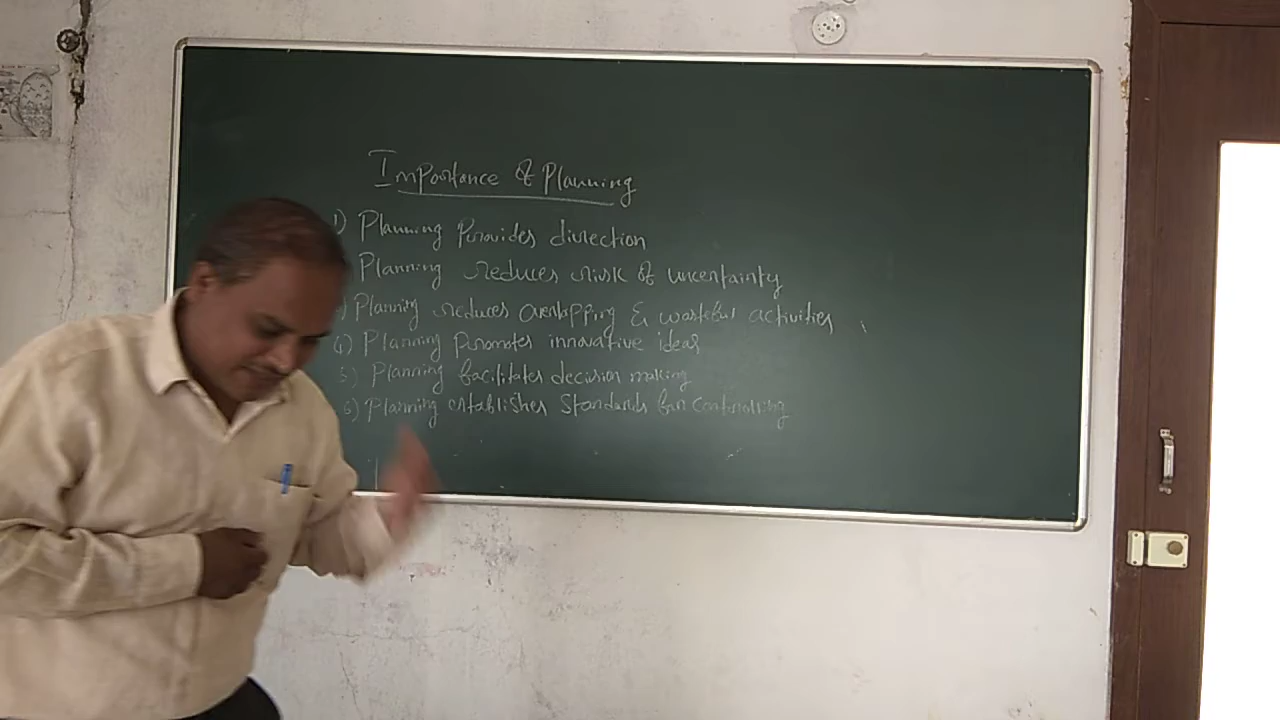 Importance of Planning
1) Planning provides direction
Planning reduces risk of uncertainty
) Planning reduces overlapping & wasteful activities
4) Planning promotes innovative ideas
5) Planning facilitates decision making
6) Planning establishes standards for controlling